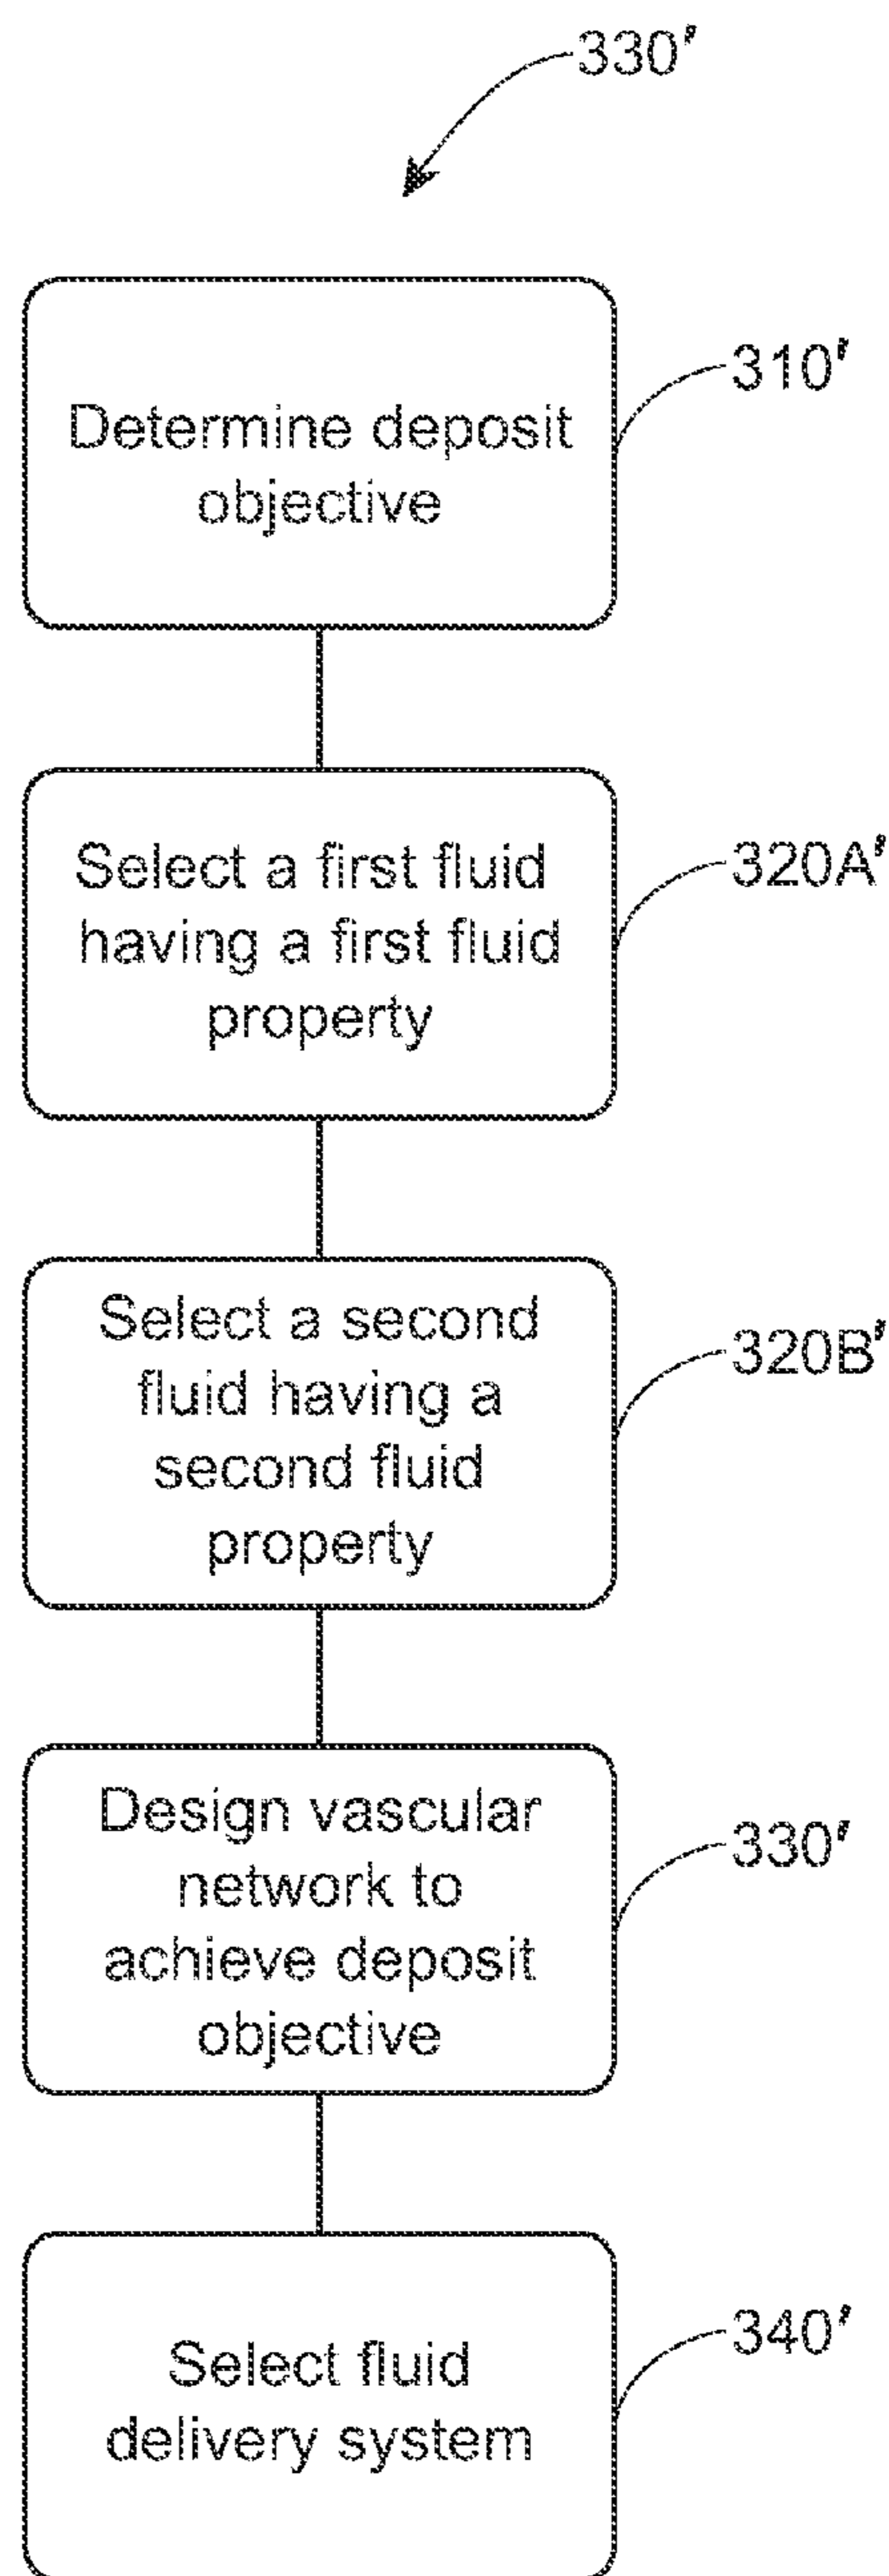 330'
Determine deposit
objective
310'
Select a first fluid
having a first fluid
property
320A'
Select a second
fluid having a
second fluid
property
320B'
Design vascular
network to
achieve deposit
objective
330'
Select fluid
delivery system
340'